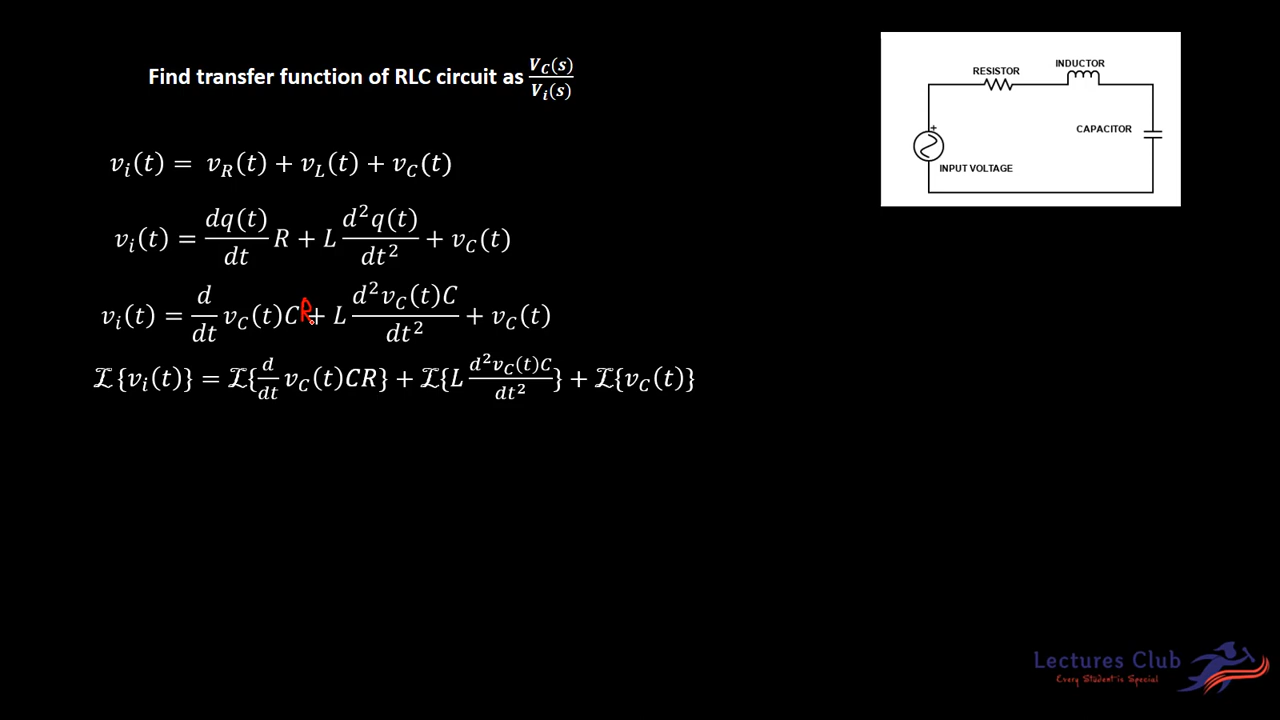 Find transfer function of RLC circuit as V_C(s)/V_i(s)
v_i(t) = v_R(t) + v_L(t) + v_C(t)
v_i(t) = dq(t)/dt R + L d²q(t)/dt² + v_C(t)
v_i(t) = d/dt v_C(t)CR + L d²v_C(t)C/dt² + v_C(t)
ℒ{v_i(t)} = ℒ{d/dt v_C(t)CR} + ℒ{L d²v_C(t)C/dt²} + ℒ{v_C(t)}
RESISTOR
INDUCTOR
CAPACITOR
+
INPUT VOLTAGE
Lectures Club
Every Student is Special